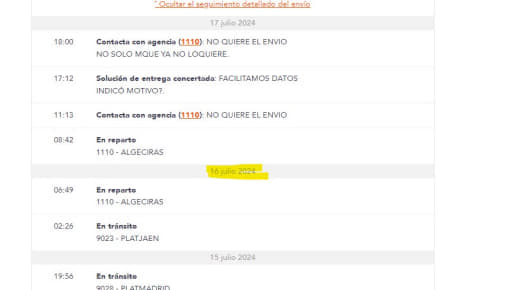 Ocultar el seguimiento detallado del envío
17 julio 2024
18:00 Contacta con agencia (1110): NO QUIERE EL ENVIO
NO SOLO MQUE YA NO LOQUIERE.
17:12 Solución de entrega concertada: FACILITAMOS DATOS
INDICÓ MOTIVO?.
11:13 Contacta con agencia (1110): NO QUIERE EL ENVIO
08:42 En reparto
1110 - ALGECIRAS
16 julio 2024
06:49 En reparto
1110 - ALGECIRAS
02:26 En tránsito
9023 - PLATJAEN
15 julio 2024
19:56 En tránsito
9028 - PLATMADRID